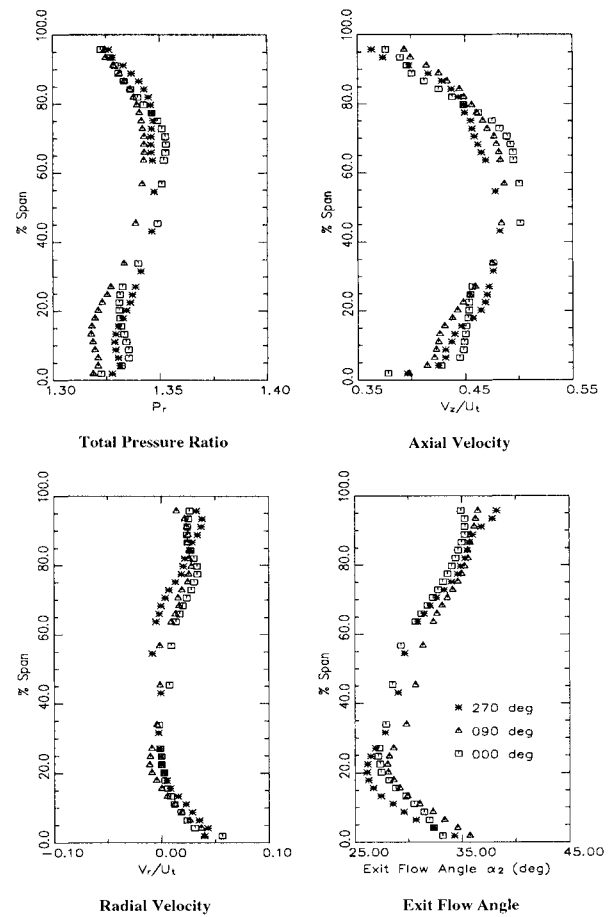 100.0
80.0
60.0
40.0
20.0
0.0
% Span
1.30
1.35
1.40
Pr
Total Pressure Ratio
100.0
80.0
60.0
40.0
20.0
0.0
% Span
0.35
0.45
0.55
Vz/Ut
Axial Velocity
100.0
80.0
60.0
40.0
20.0
0.0
% Span
-0.10
0.00
0.10
Vr/Ut
Radial Velocity
100.0
80.0
60.0
40.0
20.0
0.0
% Span
270 deg
090 deg
000 deg
25.00
35.00
45.00
Exit Flow Angle α2 (deg)
Exit Flow Angle